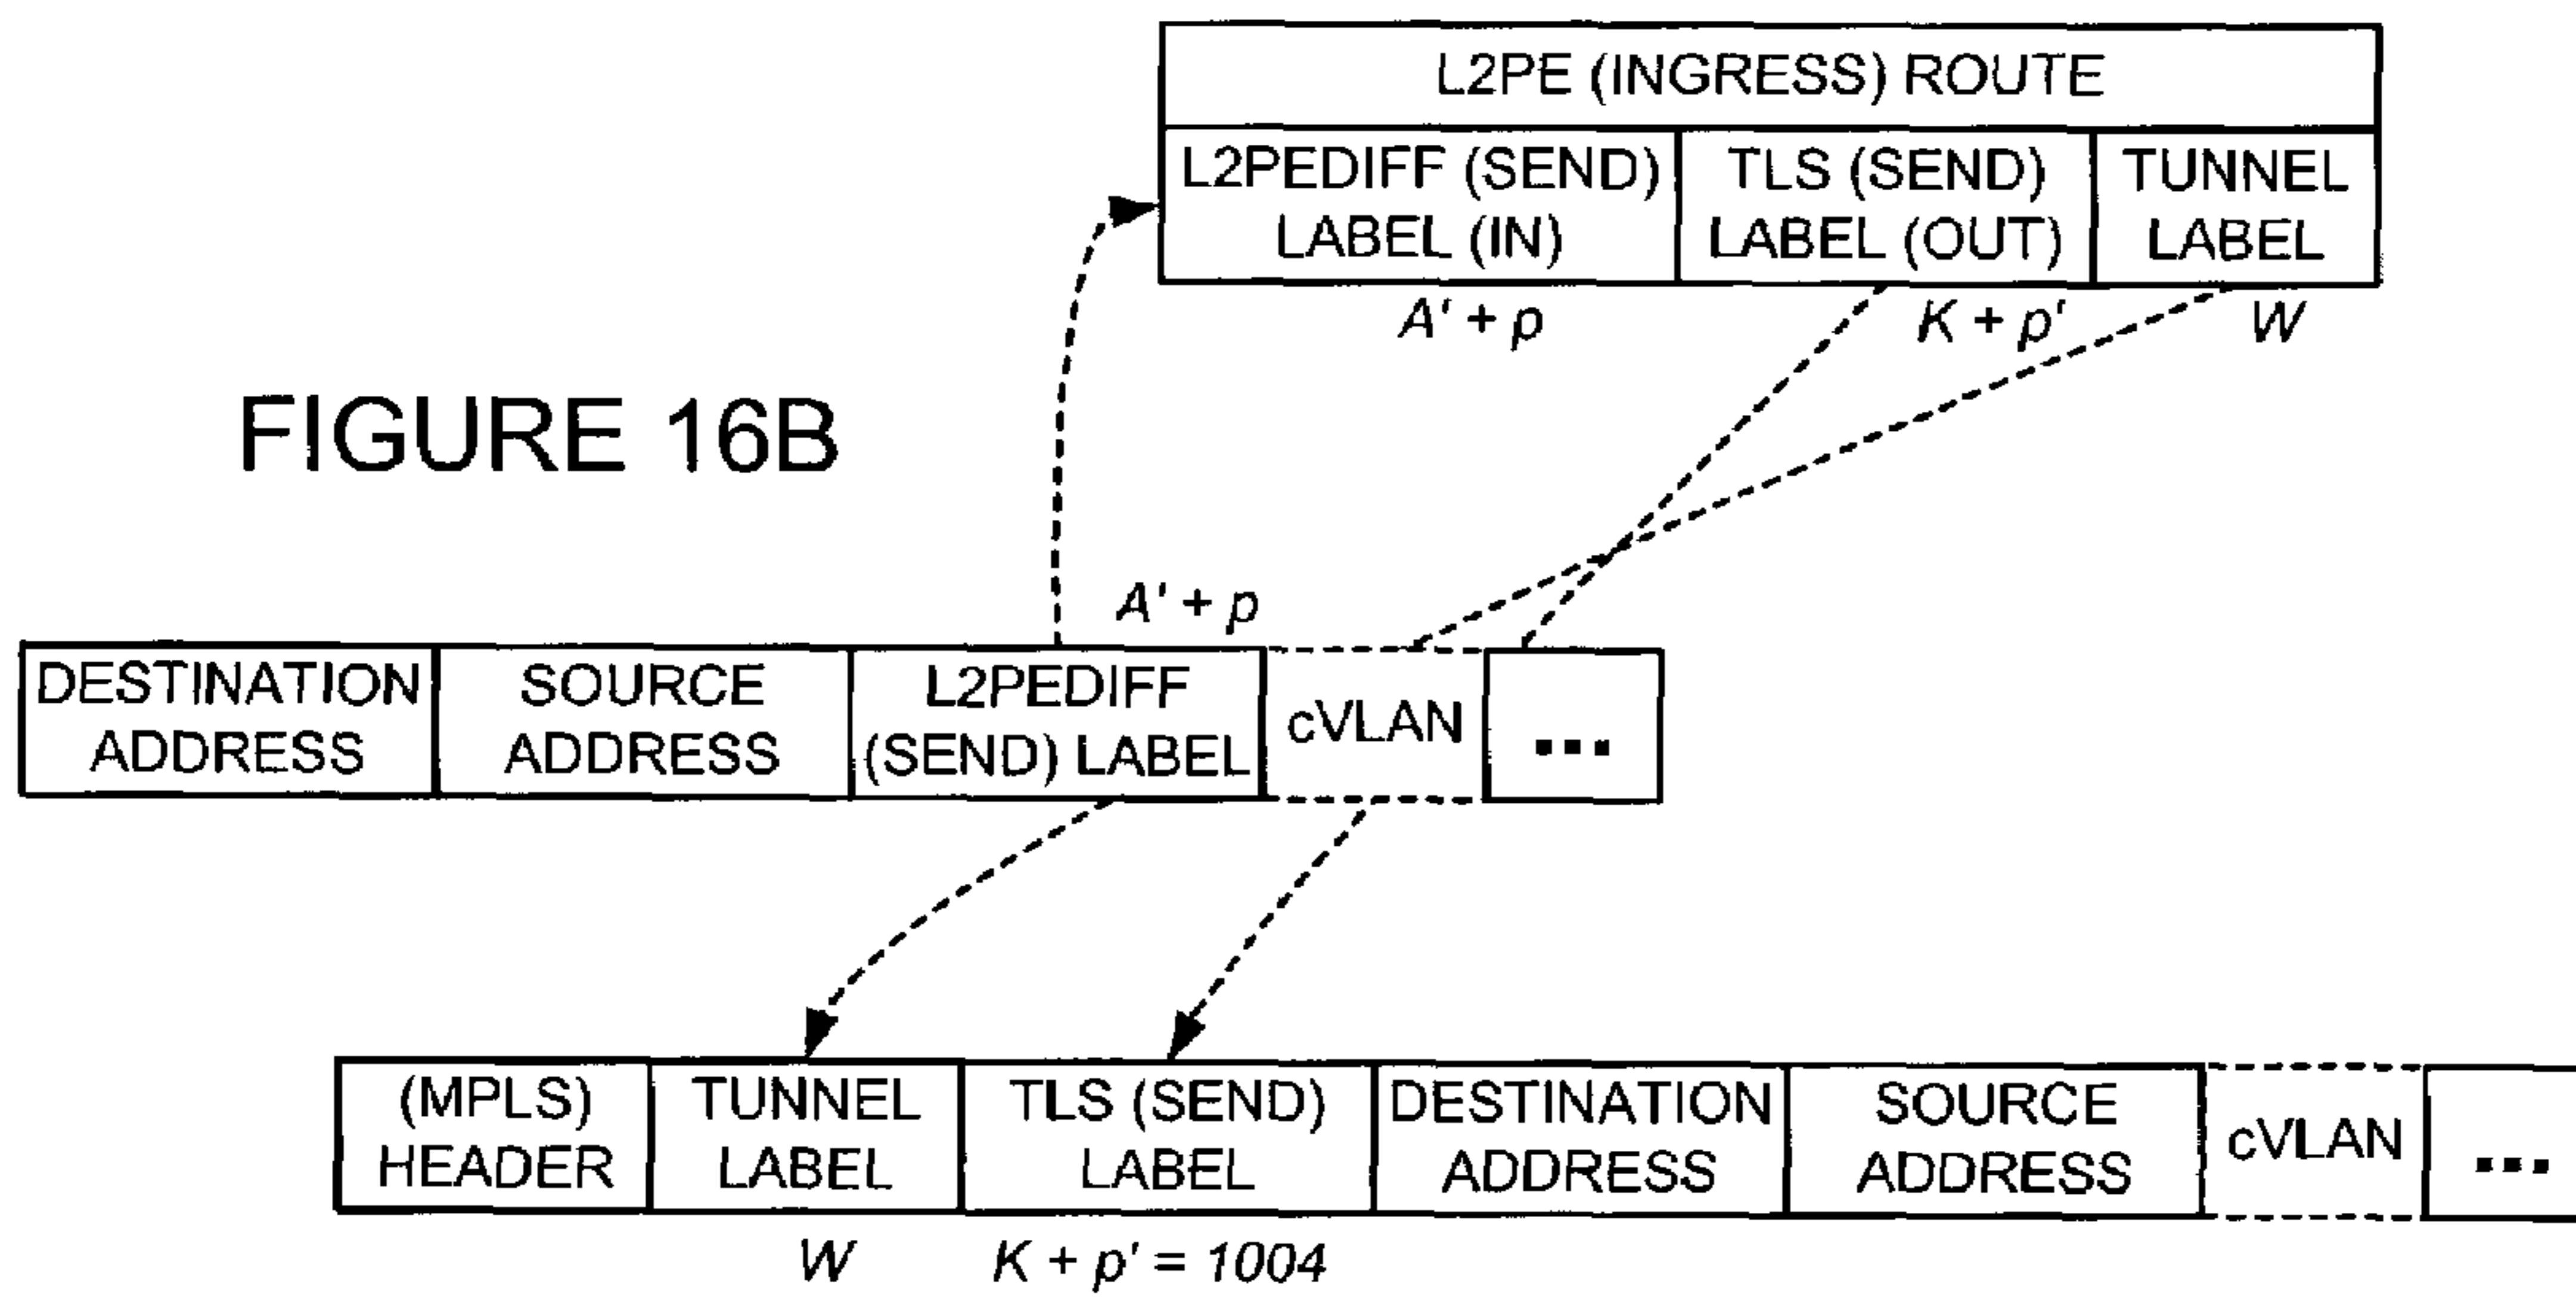 L2PE (INGRESS) ROUTE
L2PEDIFF (SEND)
LABEL (IN)
TLS (SEND)
LABEL (OUT)
TUNNEL
LABEL
A' + p
K + p'
W
FIGURE 16B
A' + p
DESTINATION
ADDRESS
SOURCE
ADDRESS
L2PEDIFF
(SEND) LABEL
cVLAN
...
(MPLS)
HEADER
TUNNEL
LABEL
TLS (SEND)
LABEL
DESTINATION
ADDRESS
SOURCE
ADDRESS
cVLAN
...
W
K + p' = 1004